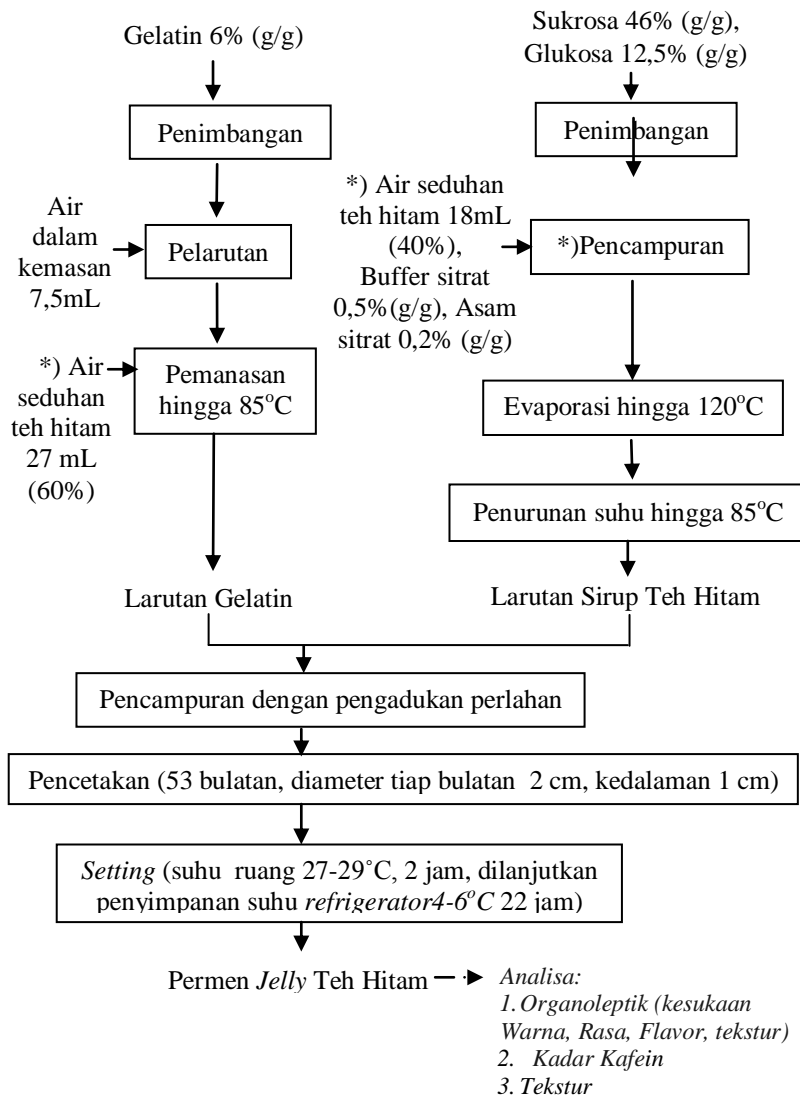 Gelatin 6% (g/g)
Penimbangan
Air
dalam
kemasan
7,5mL
Pelarutan
*) Air
seduhan
teh hitam
27 mL
(60%)
Pemanasan
hingga 85°C
Larutan Gelatin
Sukrosa 46% (g/g),
Glukosa 12,5% (g/g)
Penimbangan
*) Air seduhan
teh hitam 18mL
(40%),
Buffer sitrat
0,5%(g/g), Asam
sitrat 0,2% (g/g)
*)Pencampuran
Evaporasi hingga 120°C
Penurunan suhu hingga 85°C
Larutan Sirup Teh Hitam
Pencampuran dengan pengadukan perlahan
Pencetakan (53 bulatan, diameter tiap bulatan 2 cm, kedalaman 1 cm)
Setting (suhu ruang 27-29°C, 2 jam, dilanjutkan
penyimpanan suhu refrigerator4-6°C 22 jam)
Permen Jelly Teh Hitam
Analisa:
1. Organoleptik (kesukaan
Warna, Rasa, Flavor, tekstur)
2. Kadar Kafein
3. Tekstur